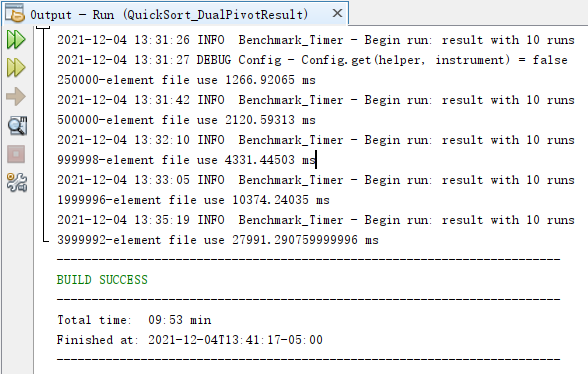 Output - Run (QuickSort_DualPivotResult)
2021-12-04 13:31:26 INFO  Benchmark_Timer - Begin run: result with 10 runs
2021-12-04 13:31:27 DEBUG Config - Config.get(helper, instrument) = false
250000-element file use 1266.92065 ms
2021-12-04 13:31:42 INFO  Benchmark_Timer - Begin run: result with 10 runs
500000-element file use 2120.59313 ms
2021-12-04 13:32:10 INFO  Benchmark_Timer - Begin run: result with 10 runs
999998-element file use 4331.44503 ms
2021-12-04 13:33:05 INFO  Benchmark_Timer - Begin run: result with 10 runs
1999996-element file use 10374.24035 ms
2021-12-04 13:35:19 INFO  Benchmark_Timer - Begin run: result with 10 runs
3999992-element file use 27991.290759999996 ms
------------------------------------------------------------------------
BUILD SUCCESS
------------------------------------------------------------------------
Total time:  09:53 min
Finished at: 2021-12-04T13:41:17-05:00
------------------------------------------------------------------------